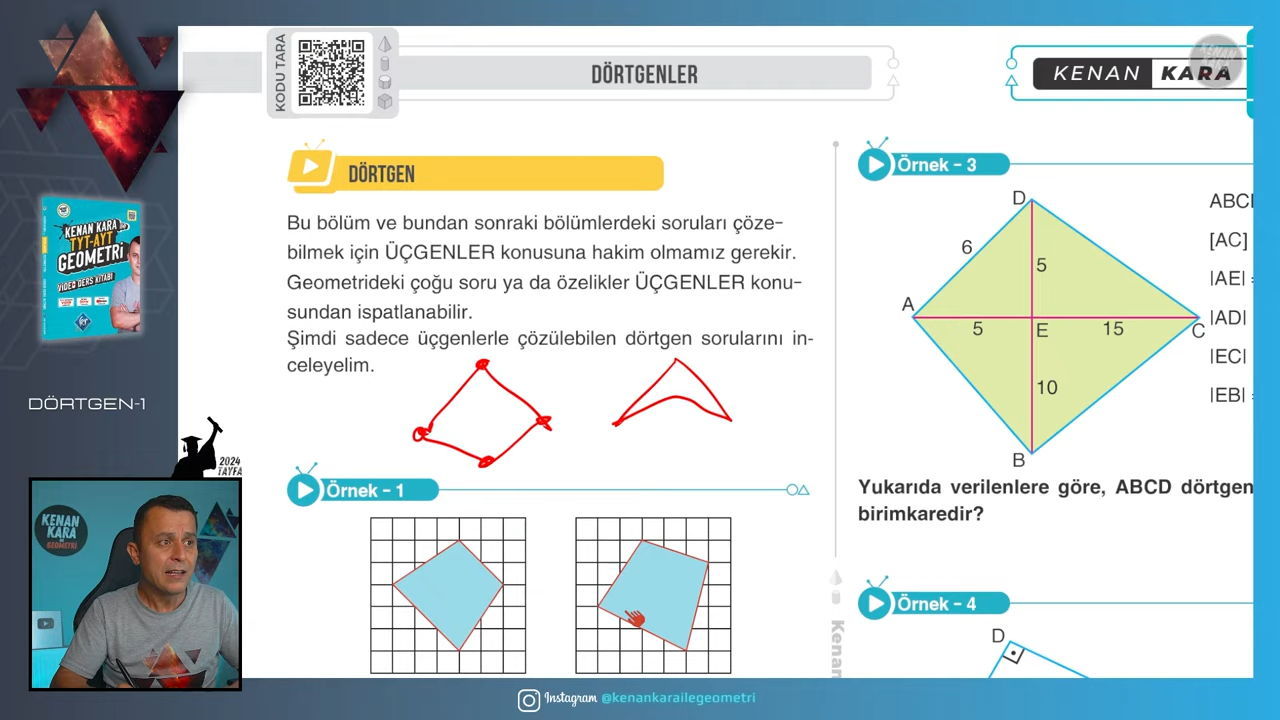 KODU TARA
DÖRTGENLER
KENAN KARA
DÖRTGEN
Bu bölüm ve bundan sonraki bölümlerdeki soruları çöze-
bilmek için ÜÇGENLER konusuna hakim olmamız gerekir.
Geometrideki çoğu soru ya da özelikler ÜÇGENLER konu-
sundan ispatlanabilir.
Şimdi sadece üçgenlerle çözülebilen dörtgen sorularını in-
celeyelim.
Örnek - 1
Örnek - 3
D
6
5
A
5
E
15
C
10
B
[AC]
|AE| =
|AD|
|EC|
|EB| =
Yukarıda verilenlere göre, ABCD dörtgen
birimkaredir?
Örnek - 4
D
Kenan
KENAN KARA
TYT-AYT
GEOMETRİ
VİDEO DERS KİTABI
DÖRTGEN-1
2024
TAYFA
KENAN
KARA
GEOMETRİ
Instagram @kenankarailegeometri